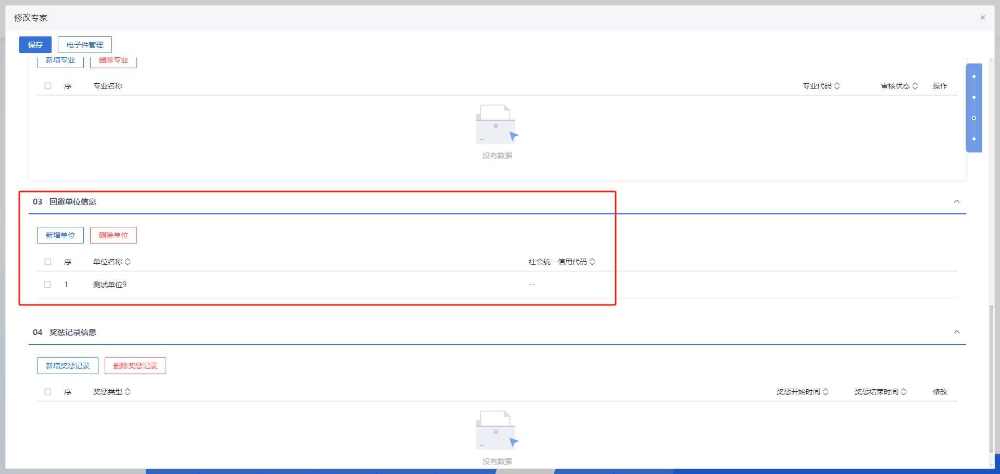 修改专家
保存 电子件管理
新增专业 删除专业
序 专业名称 专业代码 审核状态 操作
没有数据
03 回避单位信息
新增单位 删除单位
序 单位名称 社会统一信用代码
1 测试单位9 --
04 奖惩记录信息
新增奖惩记录 删除奖惩记录
序 奖惩类型 奖惩开始时间 奖惩结束时间 修改
没有数据